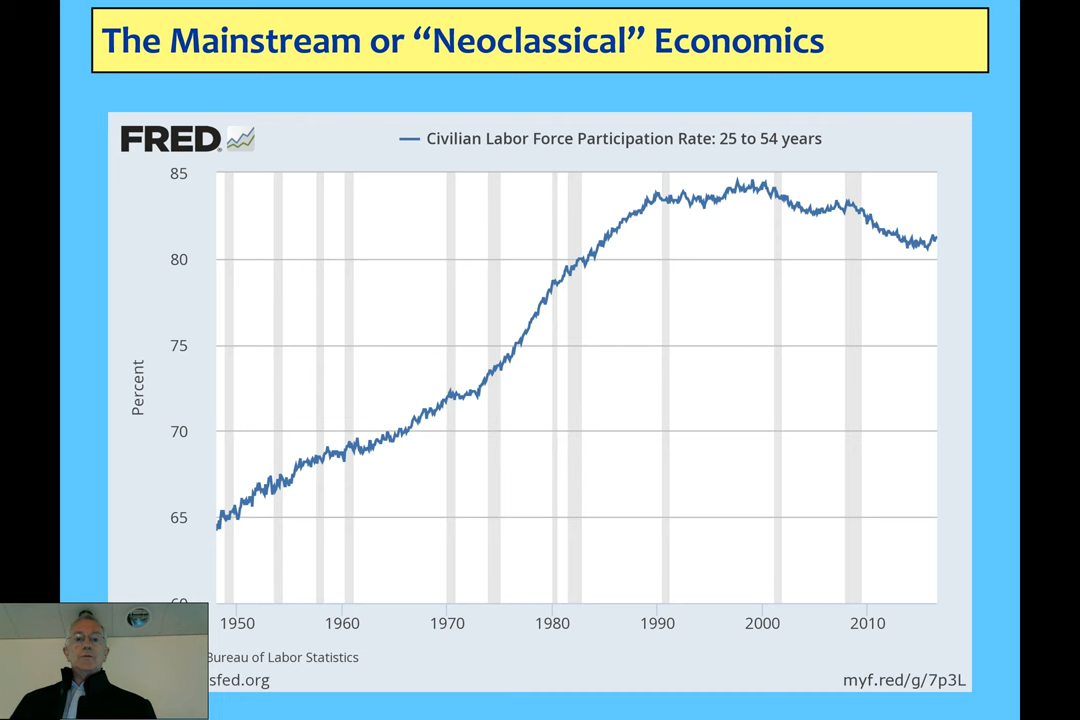 The Mainstream or “Neoclassical” Economics
FRED
Civilian Labor Force Participation Rate: 25 to 54 years
85
80
75
70
65
Percent
1950 1960 1970 1980 1990 2000 2010
Bureau of Labor Statistics
sfed.org
myf.red/g/7p3L